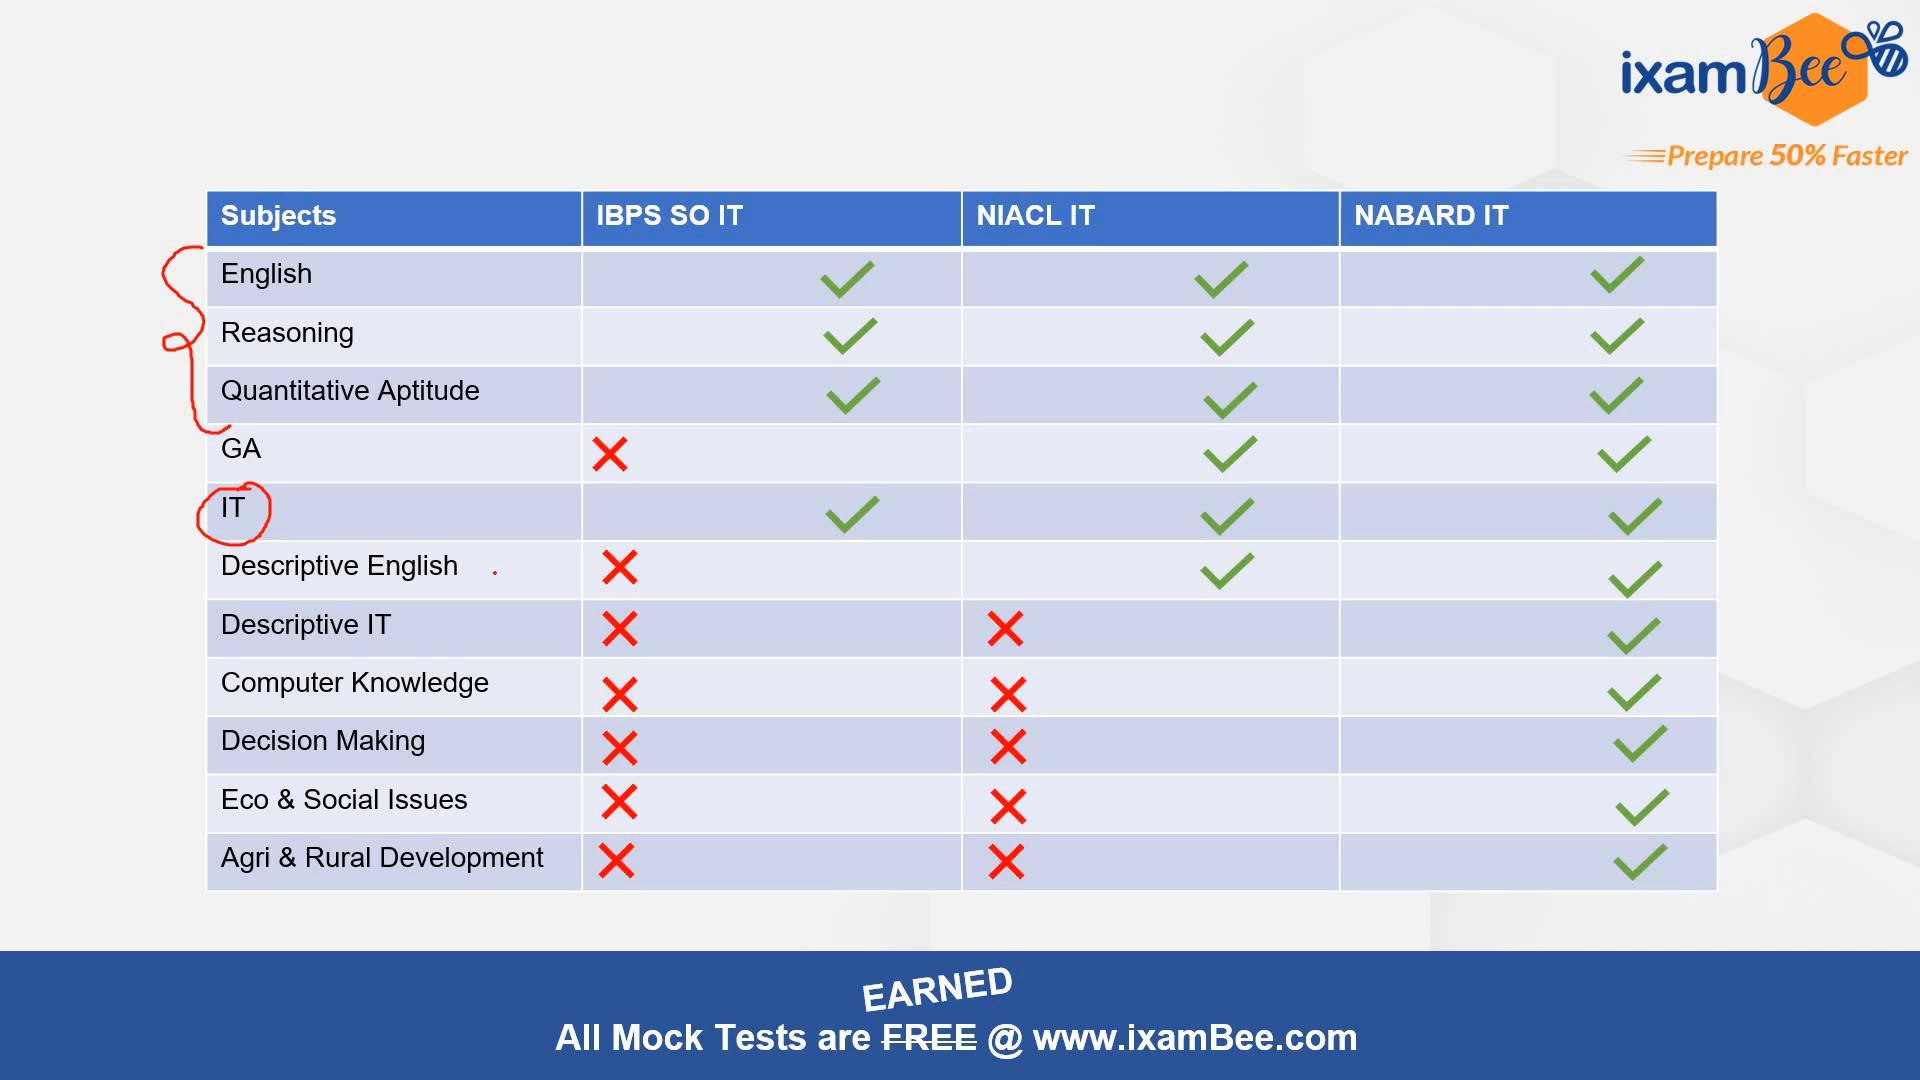 ixamBee
Prepare 50% Faster
Subjects IBPS SO IT NIACL IT NABARD IT
English
Reasoning
Quantitative Aptitude
GA
IT
Descriptive English
Descriptive IT
Computer Knowledge
Decision Making
Eco & Social Issues
Agri & Rural Development
EARNED
All Mock Tests are FREE @ www.ixamBee.com